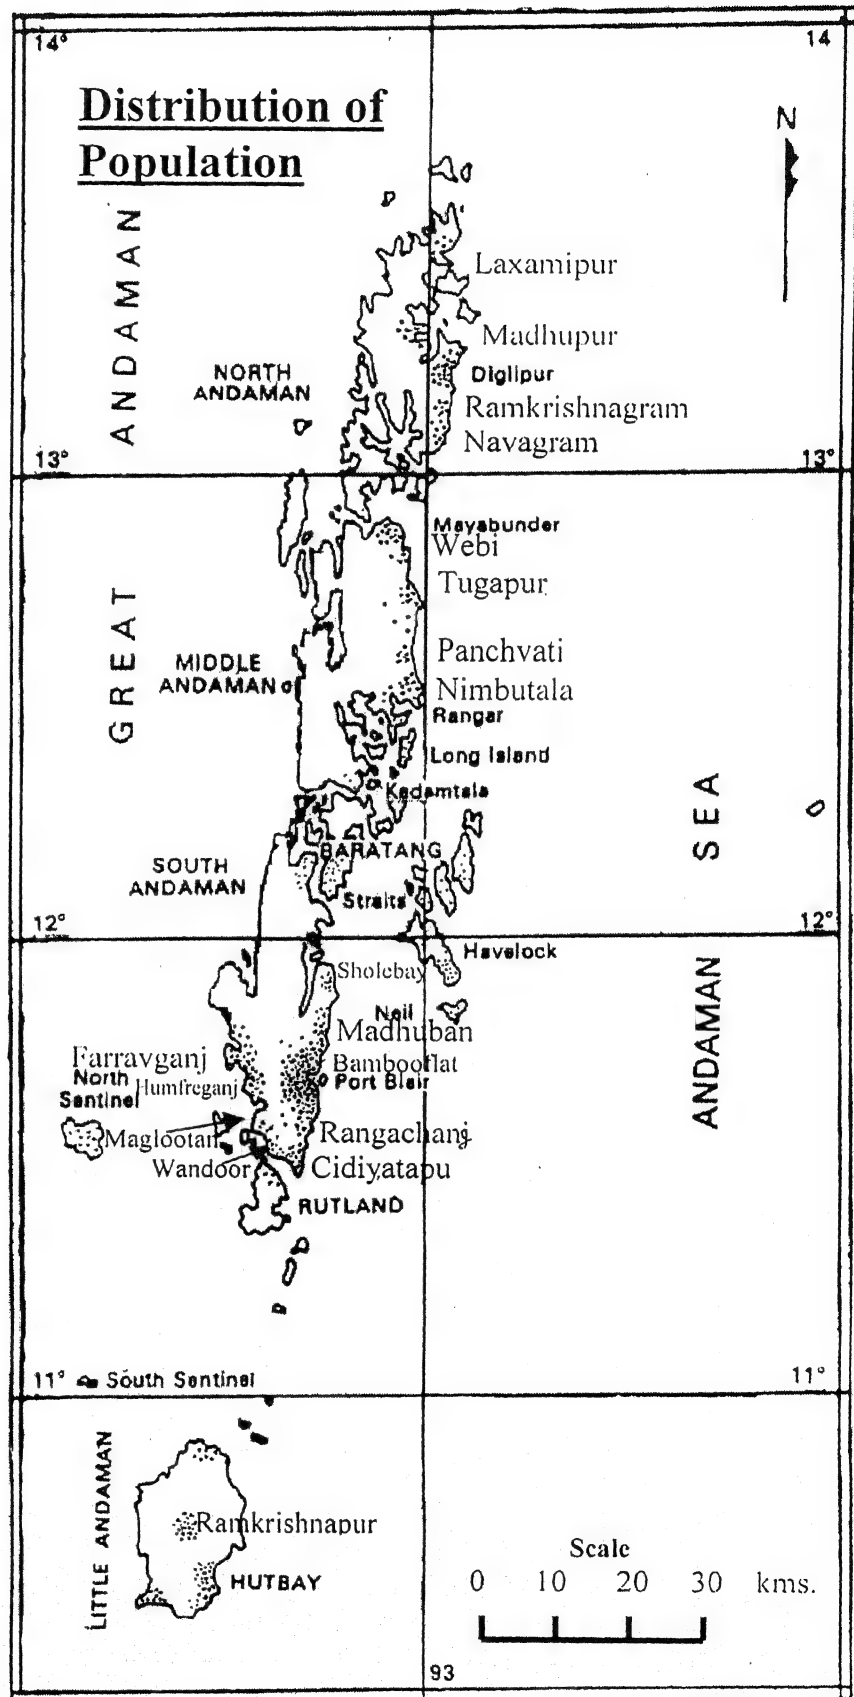 14°
14
Distribution of
Population
N
ANDAMAN
Laxamipur
Madhupur
NORTH
ANDAMAN
Diglipur
Ramkrishnagram
Navagram
13°
13°
Mayabunder
Webi
Tugapur
GREAT
MIDDLE
ANDAMAN
Panchvati
Nimbutala
Rangar
Long Island
Kadamtala
SEA
BARATANG
SOUTH
ANDAMAN
Straits
12°
12°
Havelock
Sholebay
Neil
ANDAMAN
Madhuban
Farravganj
Bambooflat
North
Sentinel
Humfreganj
Port Blair
Maglootan
Rangachanj
Wandoor
Cidiyatapu
RUTLAND
11°
South Sentinel
11°
LITTLE ANDAMAN
Ramkrishnapur
HUTBAY
Scale
0 10 20 30 kms.
93